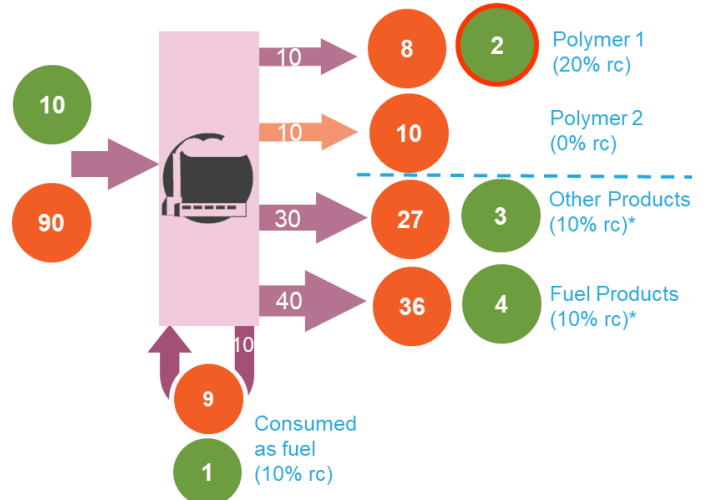 10
90
10
8
2
Polymer 1
(20% rc)
10
10
Polymer 2
(0% rc)
30
27
3
Other Products
(10% rc)*
40
36
4
Fuel Products
(10% rc)*
10
9
1
Consumed
as fuel
(10% rc)